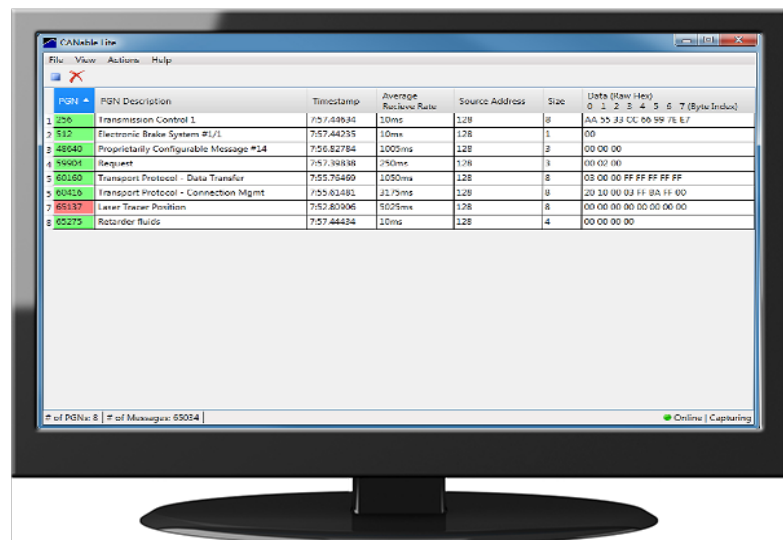 CANable Lite
File View Actions Help
PGN PGN Description Timestamp Average Recieve Rate Source Address Size Data (Raw Hex)
0 1 2 3 4 5 6 7 (Byte Index)
1 256 Transmission Control 1 7:57.44634 10ms 128 8 AA 55 33 CC 66 99 7E E7
2 512 Electronic Brake System #1/1 7:57.44235 10ms 128 1 00
3 48640 Proprietarily Configurable Message #14 7:56.82784 1005ms 128 3 00 00 00
4 59904 Request 7:57.39838 250ms 128 3 00 02 00
5 60160 Transport Protocol - Data Transfer 7:55.76469 1050ms 128 8 03 00 00 FF FF FF FF FF
60416 Transport Protocol - Connection Mgmt 7:55.61481 3175ms 128 8 20 10 00 03 FF BA FF 00
7 65137 Laser Tracer Position 7:52.80906 5025ms 128 8 00 00 00 00 00 00 00 00
8 65275 Retarder fluids 7:57.44434 10ms 128 4 00 00 00 00
# of PGNs: 8 # of Messages: 65034 Online | Capturing